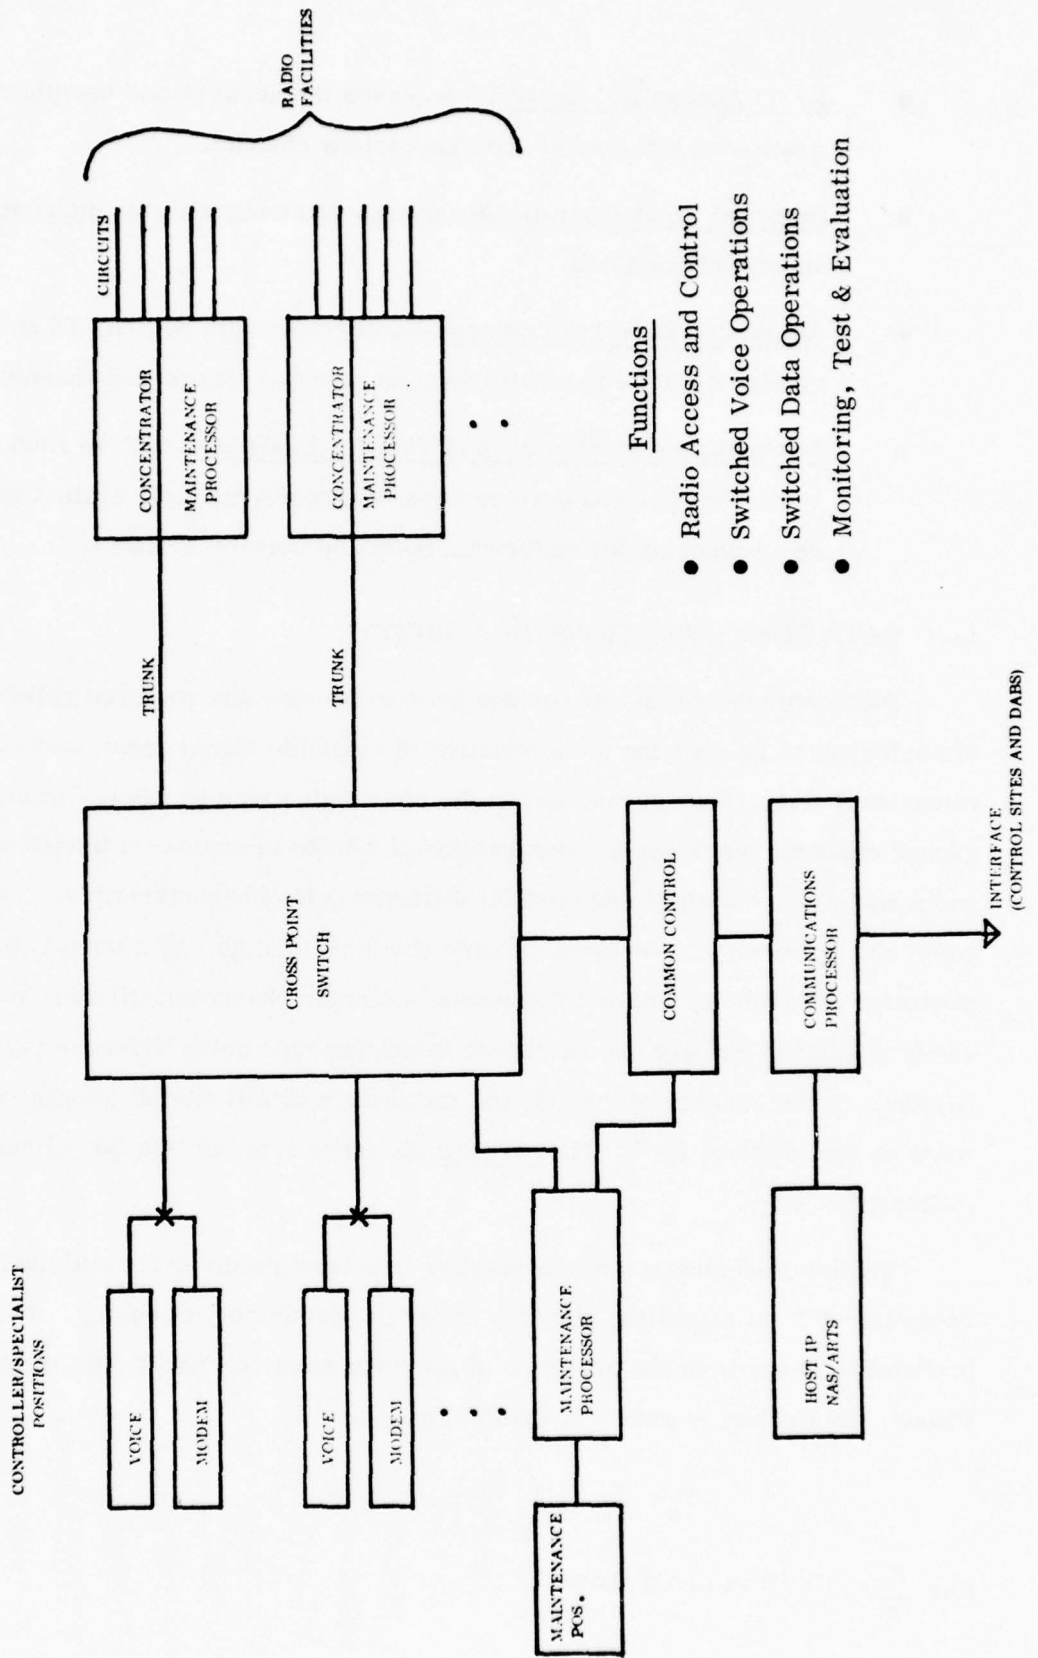 CONTROLLER/SPECIALIST
POSITIONS
VOICE
MODEM
VOICE
MODEM
MAINTENANCE
POS.
MAINTENANCE
PROCESSOR
HOST IP
NAS/ARTS
CROSS POINT
SWITCH
COMMON CONTROL
COMMUNICATIONS
PROCESSOR
INTERFACE
(CONTROL SITES AND DABS)
TRUNK
TRUNK
CONCENTRATOR
MAINTENANCE
PROCESSOR
CONCENTRATOR
MAINTENANCE
PROCESSOR
CIRCUITS
RADIO
FACILITIES
Functions
● Radio Access and Control
● Switched Voice Operations
● Switched Data Operations
● Monitoring, Test & Evaluation